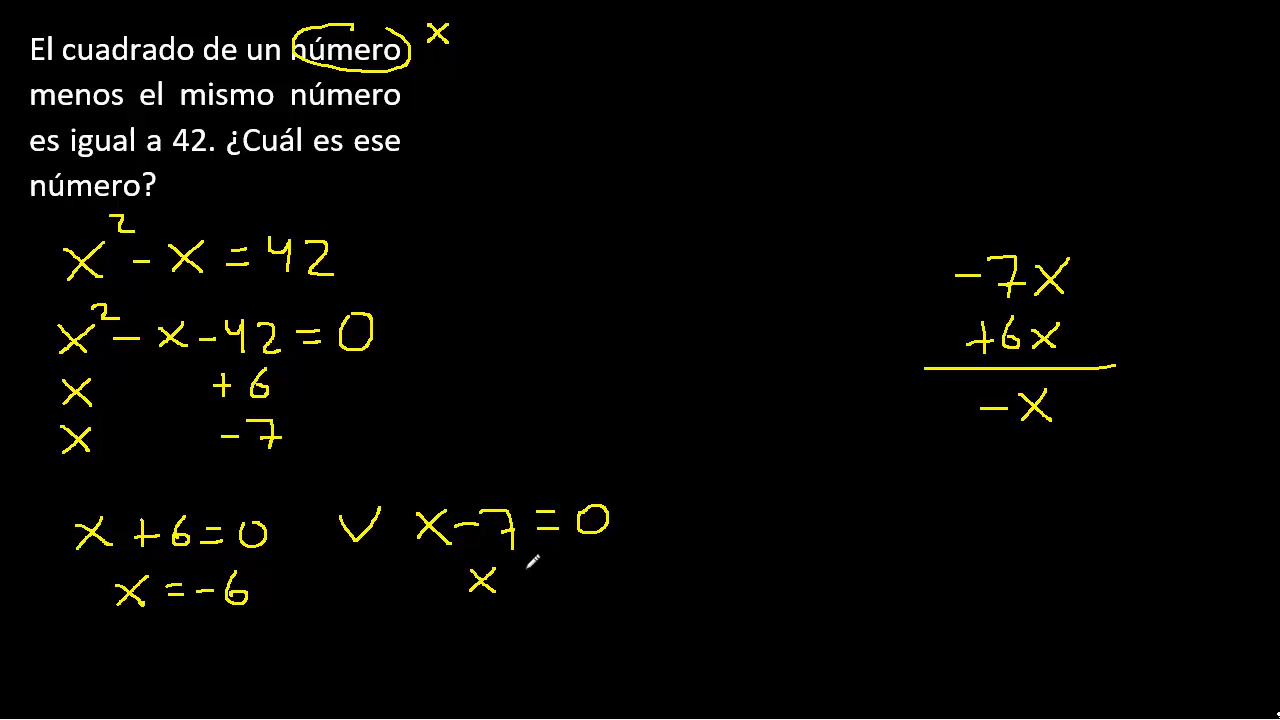 El cuadrado de un número x
menos el mismo número
es igual a 42. ¿Cuál es ese
número?
x² - x = 42
x² - x - 42 = 0
x + 6
x - 7
x + 6 = 0 ∨ x - 7 = 0
x = - 6 x
- 7x
+ 6x
- x